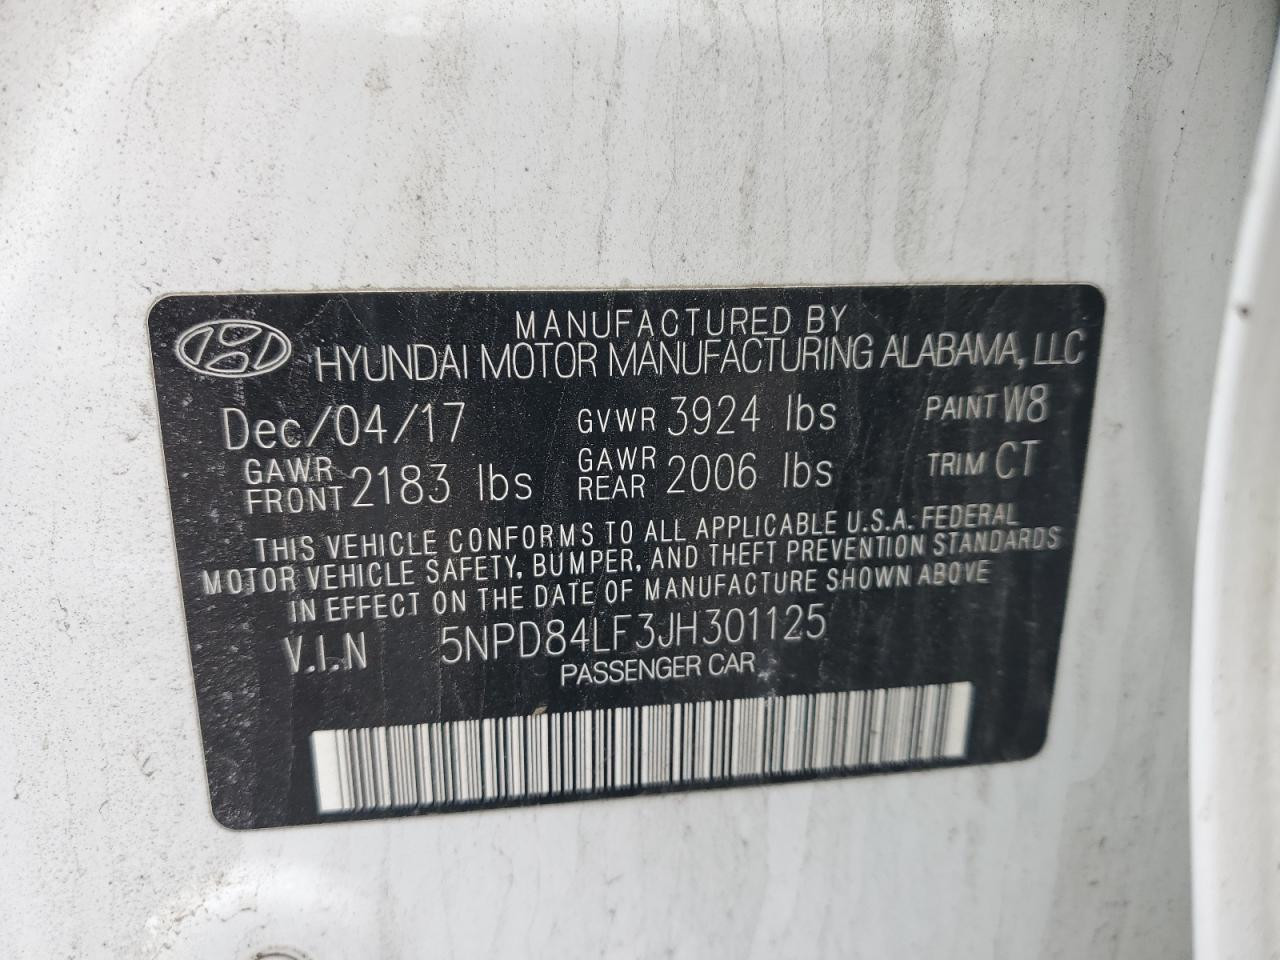 MANUFACTURED BY
HYUNDAI MOTOR MANUFACTURING ALABAMA, LLC
Dec/04/17 GVWR 3924 lbs PAINT W8
GAWR FRONT 2183 lbs GAWR REAR 2006 lbs TRIM CT
THIS VEHICLE CONFORMS TO ALL APPLICABLE U.S.A. FEDERAL
MOTOR VEHICLE SAFETY, BUMPER, AND THEFT PREVENTION STANDARDS
IN EFFECT ON THE DATE OF MANUFACTURE SHOWN ABOVE
V.I.N 5NPD84LF3JH301125
PASSENGER CAR